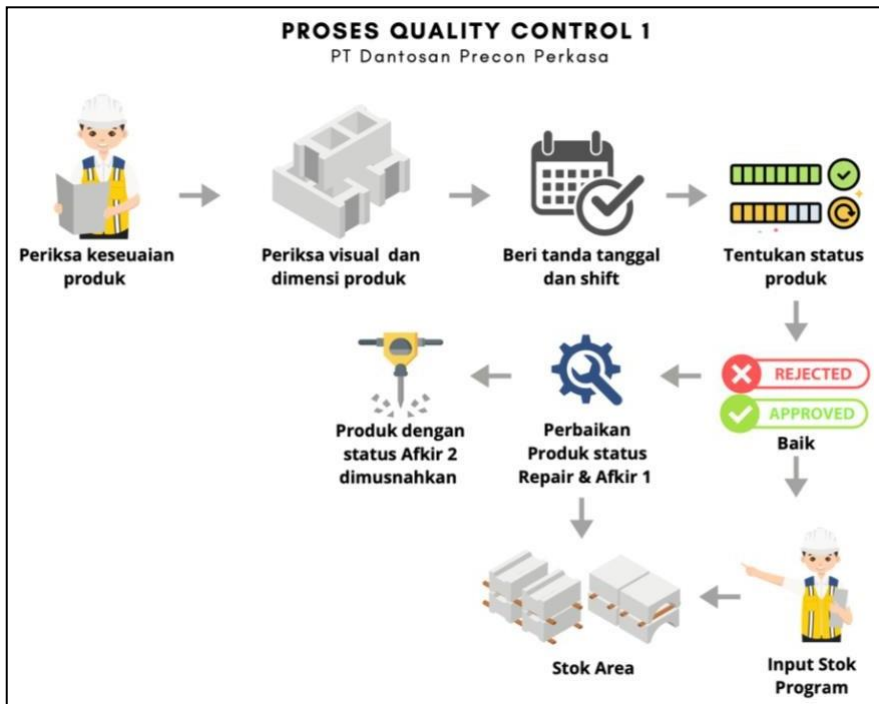 PROSES QUALITY CONTROL 1
PT Dantosan Precon Perkasa
Periksa keseuaian
produk
Periksa visual dan
dimensi produk
Beri tanda tanggal
dan shift
Tentukan status
produk
REJECTED
APPROVED
Baik
Perbaikan
Produk status
Repair & Afkir 1
Produk dengan
status Afkir 2
dimusnahkan
Stok Area
Input Stok
Program